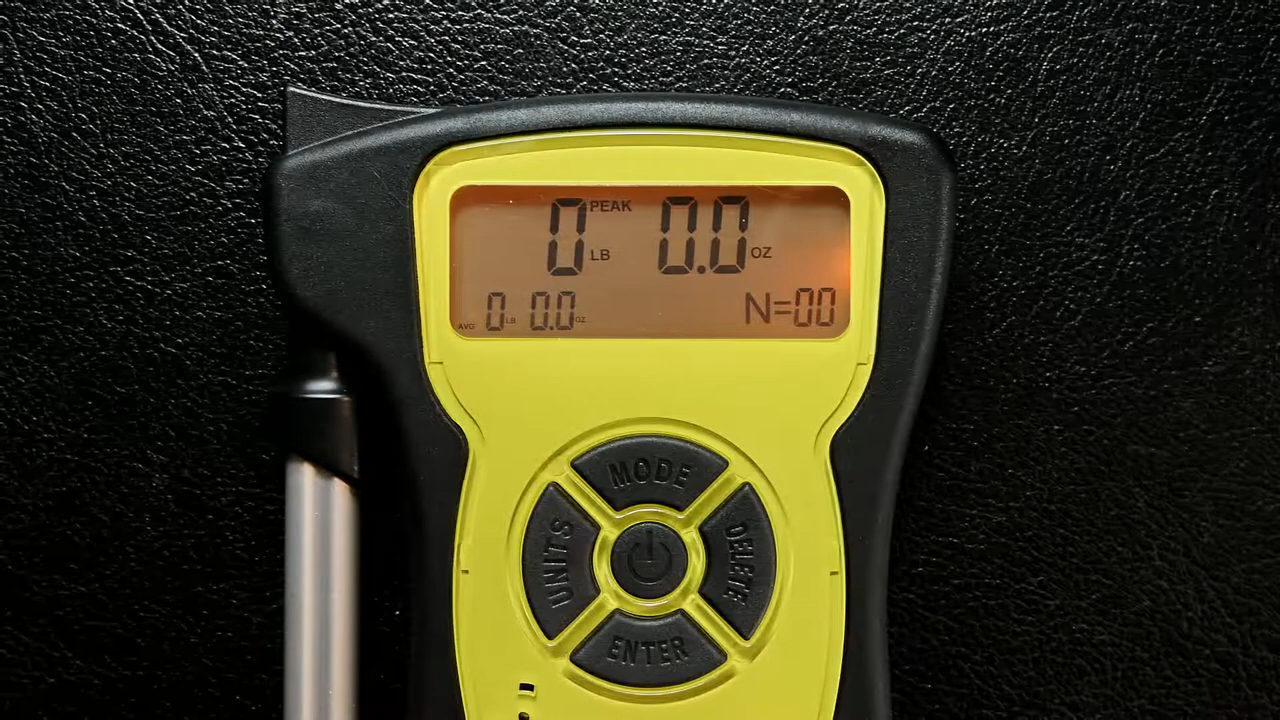 0 PEAK LB 0.0 OZ
AVG 0 LB 0.0 OZ N=00
MODE
UNITS
DELETE
ENTER